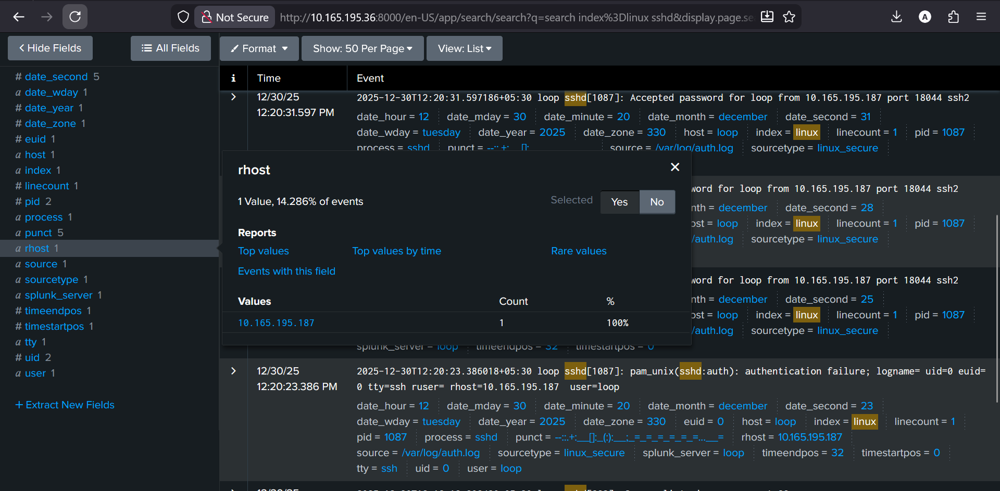 Not Secure http://10.165.195.36:8000/en-US/app/search/search?q=search index%3Dlinux sshd&display.page.se
Hide Fields All Fields Format Show: 50 Per Page View: List
# date_second 5
a date_wday 1
# date_year 1
# date_zone 1
# euid 1
a host 1
a index 1
# linecount 1
# pid 2
a process 1
a punct 5
a rhost 1
a source 1
a sourcetype 1
a splunk_server 1
# timeendpos 1
# timestartpos 1
a tty 1
# uid 2
a user 1
+ Extract New Fields
i Time Event
12/30/25
12:20:31.597 PM
2025-12-30T12:20:31.597186+05:30 loop sshd[1087]: Accepted password for loop from 10.165.195.187 port 18044 ssh2
date_hour = 12 date_mday = 30 date_minute = 20 date_month = december date_second = 31
date_wday = tuesday date_year = 2025 date_zone = 330 host = loop index = linux linecount = 1 pid = 1087
process = sshd punct = source = /var/log/auth.log sourcetype = linux_secure
rhost
1 Value, 14.286% of events Selected Yes No
Reports
Top values Top values by time Rare values
Events with this field
Values Count %
10.165.195.187 1 100%
word for loop from 10.165.195.187 port 18044 ssh2
nth = december date_second = 28
ost = loop index = linux linecount = 1 pid = 1087
/auth.log sourcetype = linux_secure
word for loop from 10.165.195.187 port 18044 ssh2
nth = december date_second = 25
ost = loop index = linux linecount = 1 pid = 1087
/auth.log sourcetype = linux_secure
splunk_server = loop timeendpos = 32 timestartpos = 0
12/30/25
12:20:23.386 PM
2025-12-30T12:20:23.386018+05:30 loop sshd[1087]: pam_unix(sshd:auth): authentication failure; logname= uid=0 euid=
0 tty=ssh ruser= rhost=10.165.195.187  user=loop
date_hour = 12 date_mday = 30 date_minute = 20 date_month = december date_second = 23
date_wday = tuesday date_year = 2025 date_zone = 330 euid = 0 host = loop index = linux linecount = 1
pid = 1087 process = sshd punct = --::.+:__[]:_(:):__;_=_=_=_=_=_=...__= rhost = 10.165.195.187
source = /var/log/auth.log sourcetype = linux_secure splunk_server = loop timeendpos = 32 timestartpos = 0
tty = ssh uid = 0 user = loop